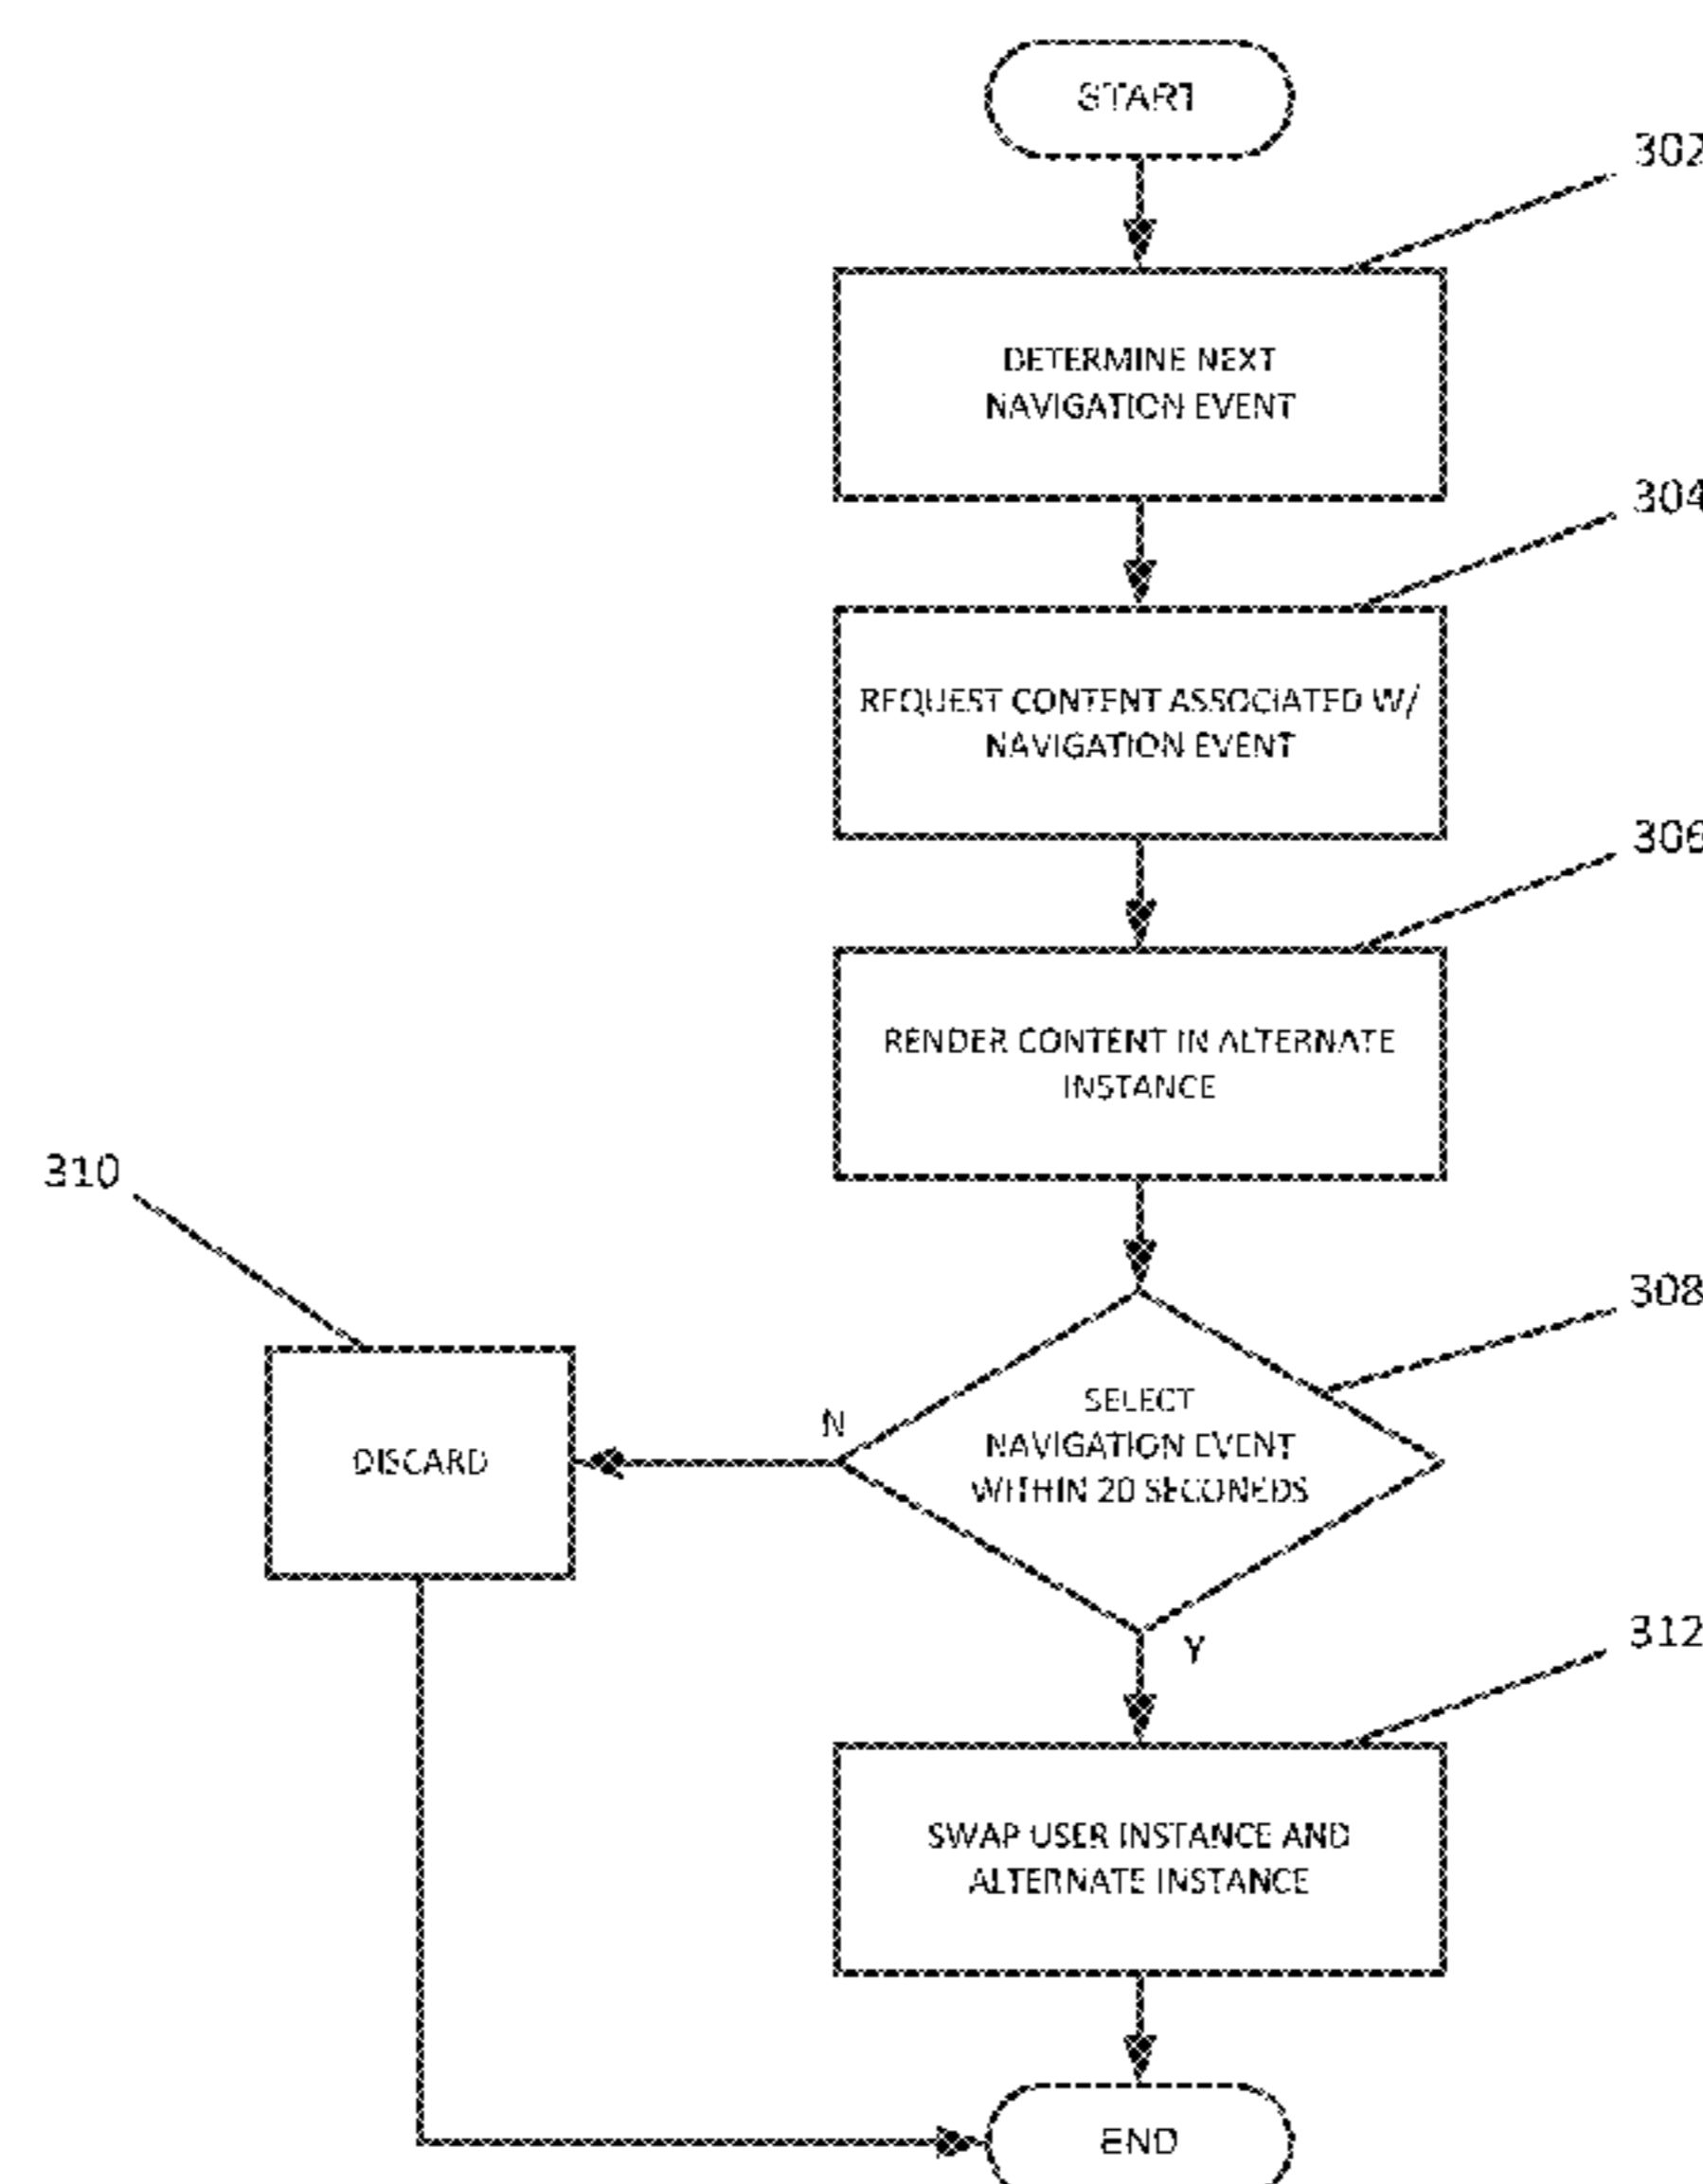 START
302
DETERMINE NEXT
NAVIGATION EVENT
304
REQUEST CONTENT ASSOCIATED W/
NAVIGATION EVENT
306
RENDER CONTENT IN ALTERNATE
INSTANCE
310
308
SELECT
NAVIGATION EVENT
WITHIN 20 SECONEDS
N
DISCARD
Y
312
SWAP USER INSTANCE AND
ALTERNATE INSTANCE
END